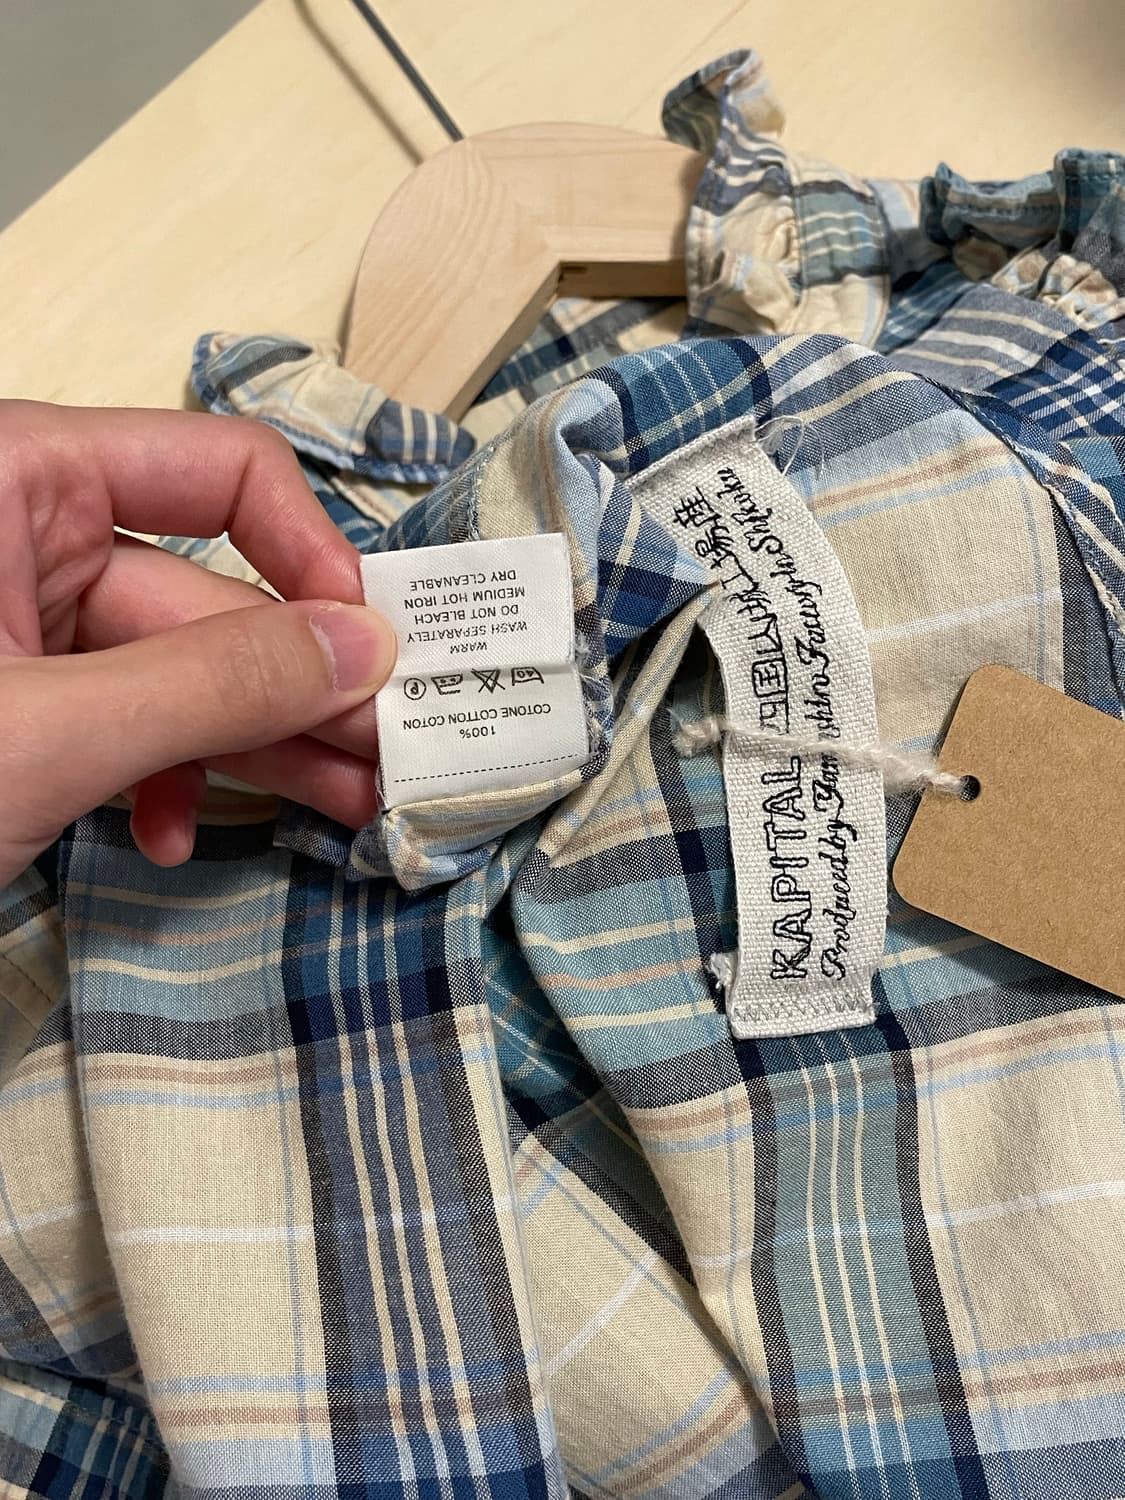 100%
COTONE COTTON COTON
40 P
WARM
WASH SEPARATELY
DO NOT BLEACH
MEDIUM HOT IRON
DRY CLEANABLE
KAPITAL
Produced by Factory in Shikoku